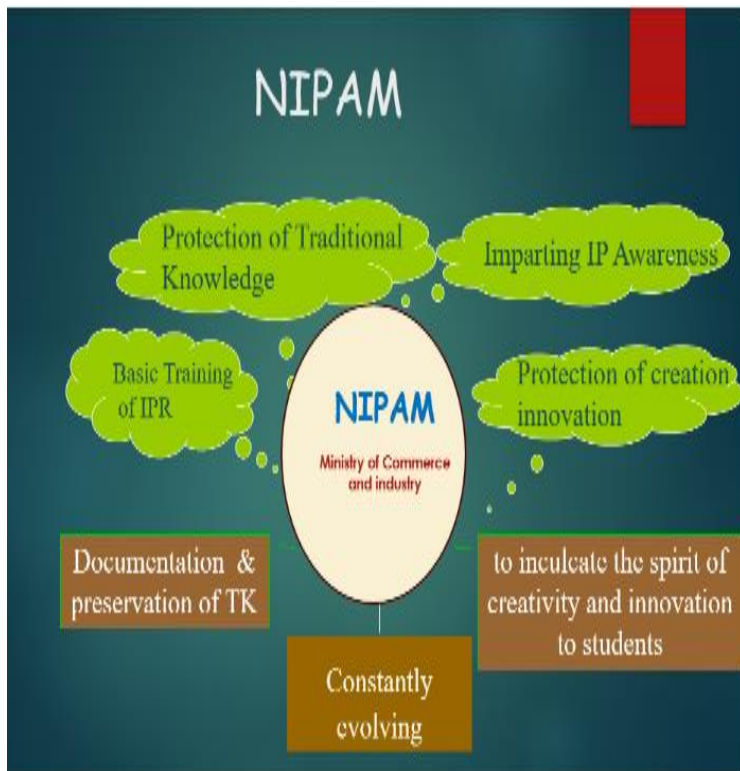 NIPAM
Protection of Traditional
Knowledge
Imparting IP Awareness
Basic Training
of IPR
NIPAM
Ministry of Commerce
and industry
Protection of creation
innovation
Documentation &
preservation of TK
to inculcate the spirit of
creativity and innovation
to students
Constantly
evolving